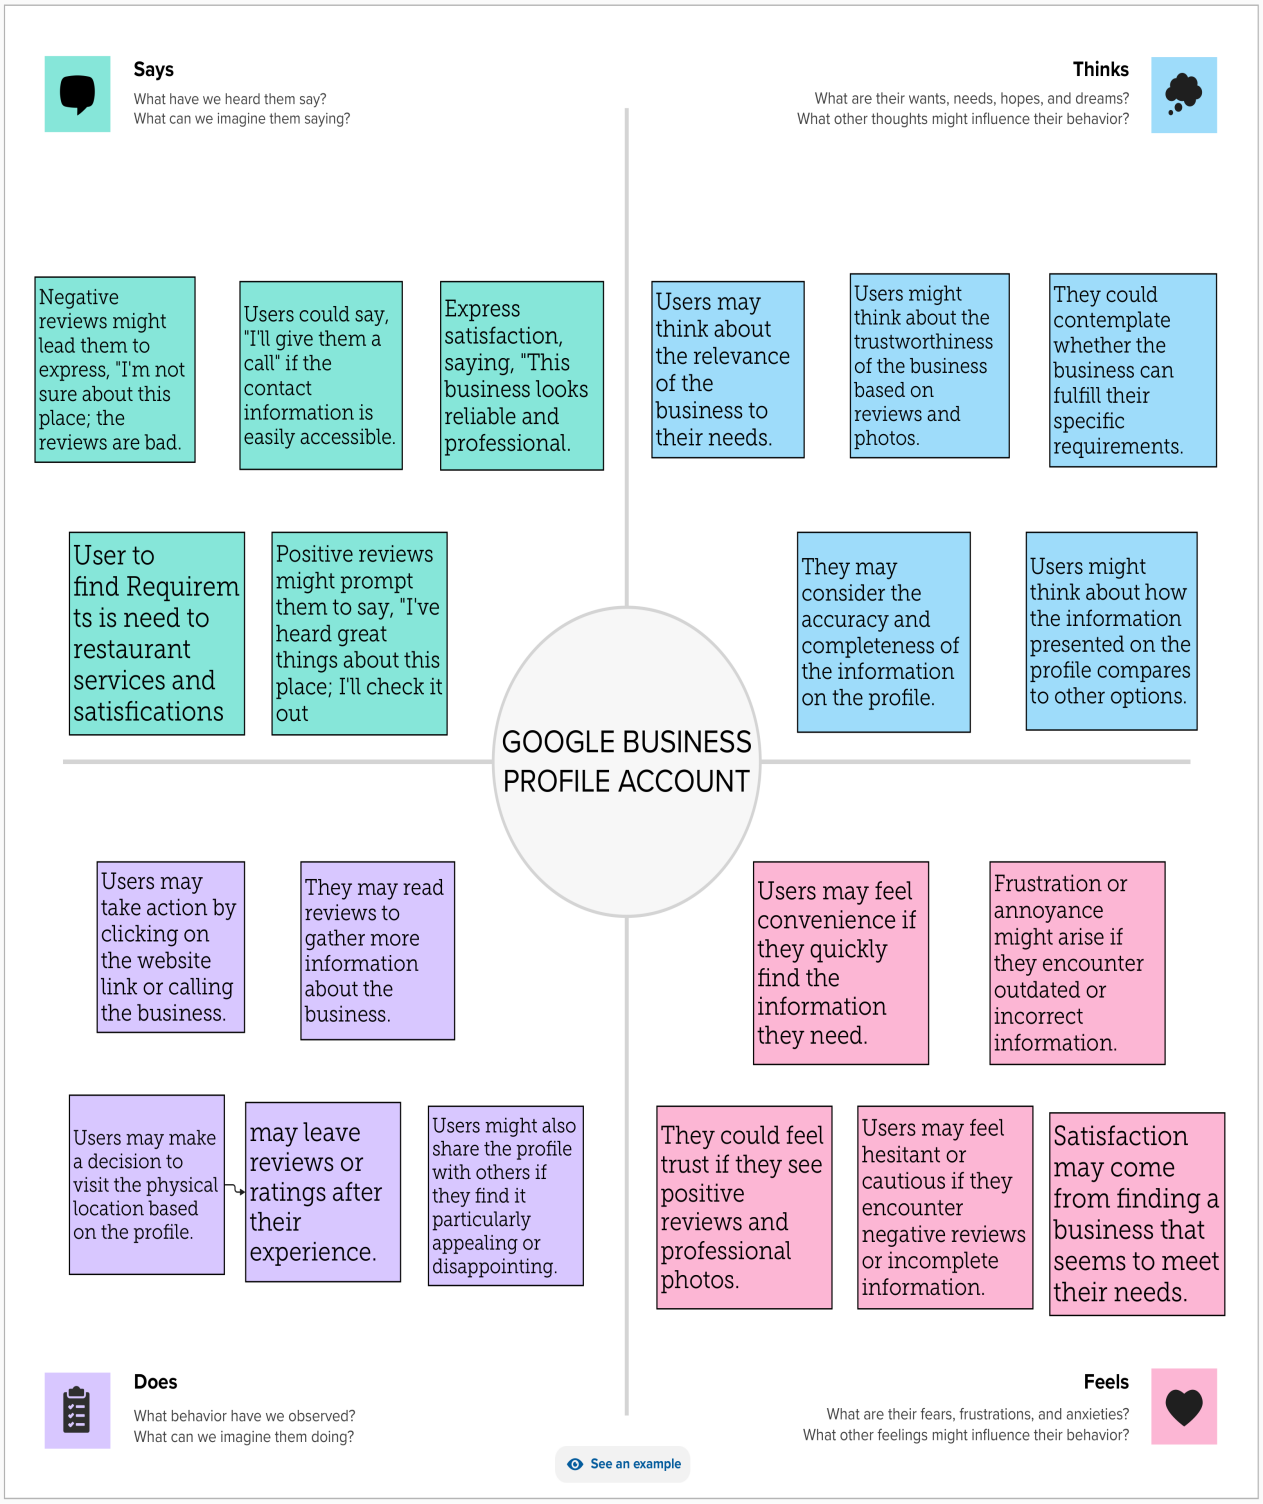 Says
What have we heard them say?
What can we imagine them saying?
Thinks
What are their wants, needs, hopes, and dreams?
What other thoughts might influence their behavior?
Negative
reviews might
lead them to
express, "I'm not
sure about this
place; the
reviews are bad.
Users could say,
"I'll give them a
call" if the
contact
information is
easily accessible.
Express
satisfaction,
saying, "This
business looks
reliable and
professional.
Users may
think about
the relevance
of the
business to
their needs.
Users might
think about the
trustworthiness
of the business
based on
reviews and
photos.
They could
contemplate
whether the
business can
fulfill their
specific
requirements.
User to
find Requirem
ts is need to
restaurant
services and
satisfications
Positive reviews
might prompt
them to say, "I've
heard great
things about this
place; I'll check it
out
They may
consider the
accuracy and
completeness of
the information
on the profile.
Users might
think about how
the information
presented on the
profile compares
to other options.
GOOGLE BUSINESS
PROFILE ACCOUNT
Users may
take action by
clicking on
the website
link or calling
the business.
They may read
reviews to
gather more
information
about the
business.
Users may feel
convenience if
they quickly
find the
information
they need.
Frustration or
annoyance
might arise if
they encounter
outdated or
incorrect
information.
Users may make
a decision to
visit the physical
location based
on the profile.
may leave
reviews or
ratings after
their
experience.
Users might also
share the profile
with others if
they find it
particularly
appealing or
disappointing.
They could feel
trust if they see
positive
reviews and
professional
photos.
Users may feel
hesitant or
cautious if they
encounter
negative reviews
or incomplete
information.
Satisfaction
may come
from finding a
business that
seems to meet
their needs.
Does
What behavior have we observed?
What can we imagine them doing?
Feels
What are their fears, frustrations, and anxieties?
What other feelings might influence their behavior?
See an example